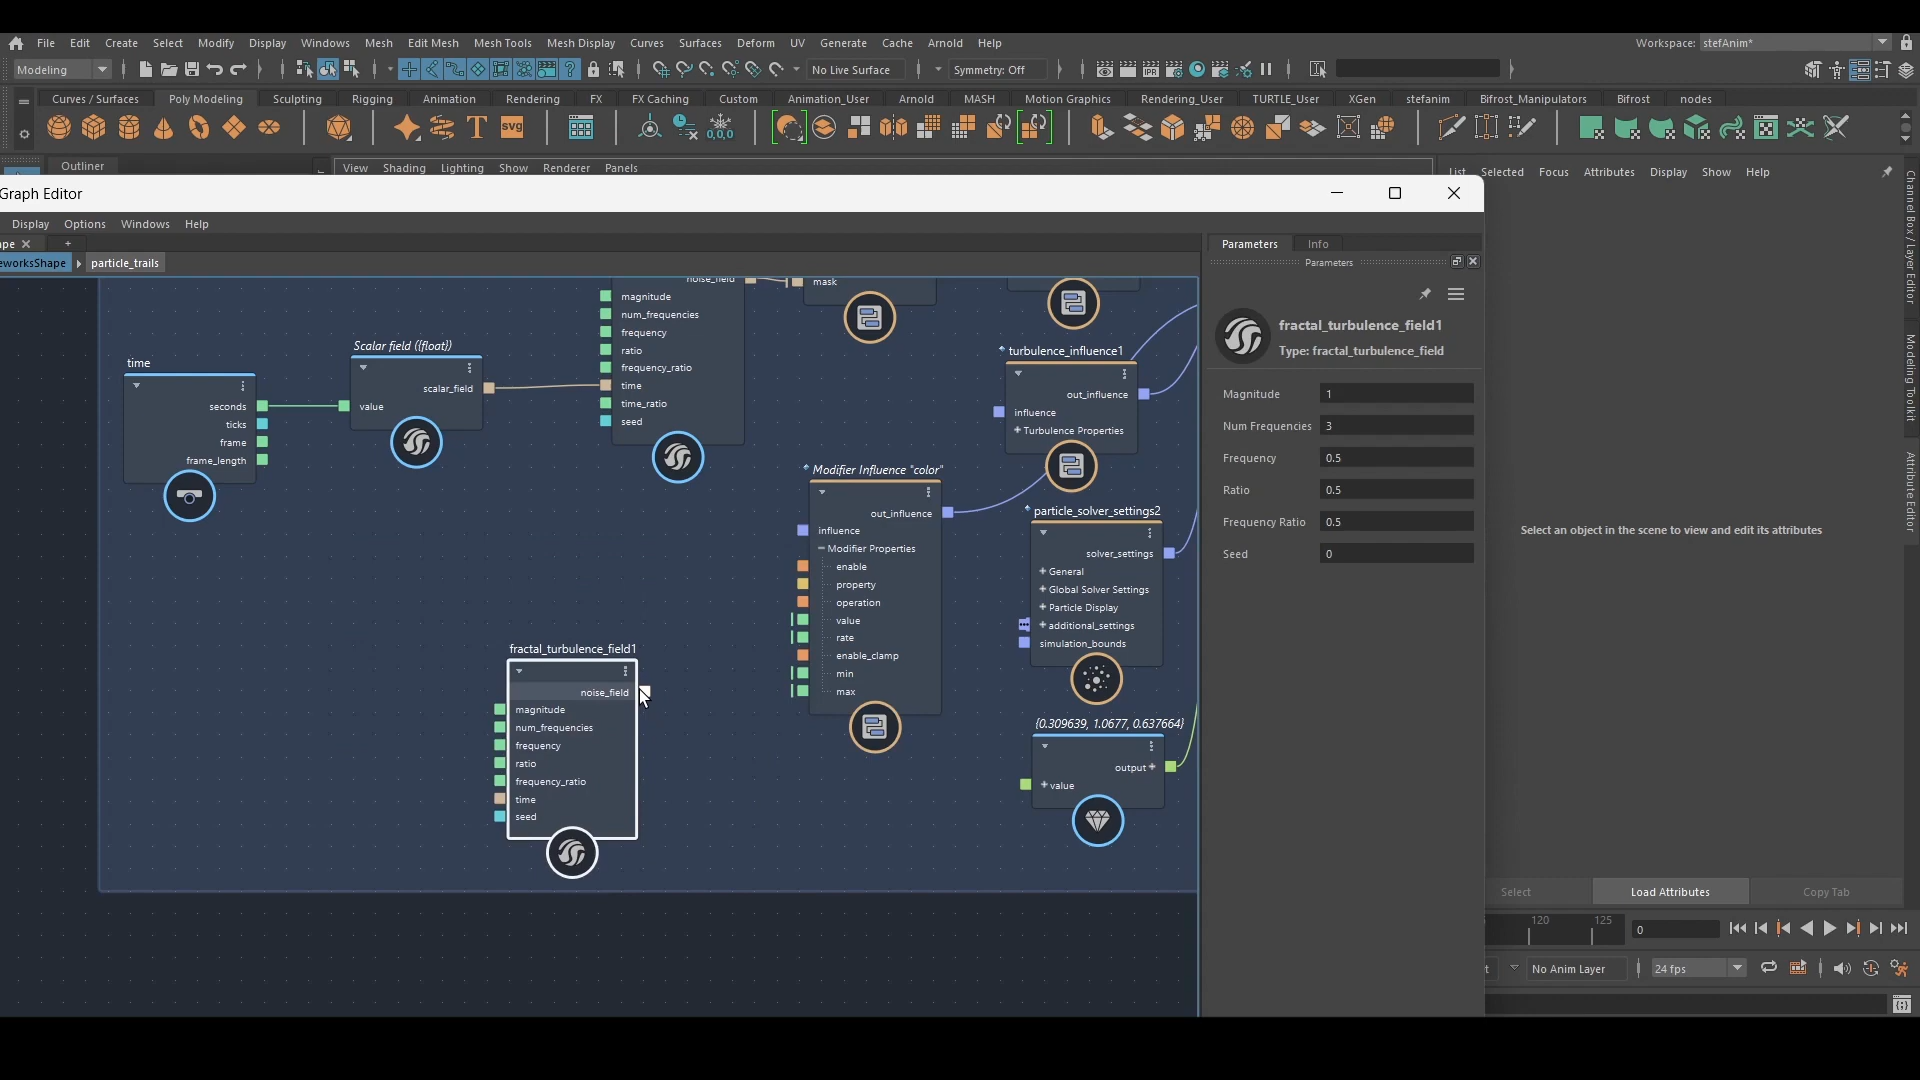 File Edit Create Select Modify Display Windows Mesh Edit Mesh Mesh Tools Mesh Display Curves Surfaces Deform UV Generate Cache Arnold Help Workspace: stefAnim*
Modeling No Live Surface Symmetry: Off
Curves / Surfaces Poly Modeling Sculpting Rigging Animation Rendering FX FX Caching Custom Animation_User Arnold MASH Motion Graphics Rendering_User TURTLE_User XGen stefanim Bifrost_Manipulators Bifrost nodes
Outliner
View Shading Lighting Show Renderer Panels
List Selected Focus Attributes Display Show Help
Graph Editor
Display Options Windows Help
ape
+
eworksShape particle_trails
Parameters Info
Parameters
fractal_turbulence_field1
Type: fractal_turbulence_field
Magnitude 1
Num Frequencies 3
Frequency 0.5
Ratio 0.5
Frequency Ratio 0.5
Seed 0
time
seconds
ticks
frame
frame_length
Scalar field ((float))
scalar_field
value
noise_field
magnitude
num_frequencies
frequency
ratio
frequency_ratio
time
time_ratio
seed
mask
turbulence_influence1
out_influence
influence
+ Turbulence Properties
Modifier Influence "color"
out_influence
influence
Modifier Properties
enable
property
operation
value
rate
enable_clamp
min
max
particle_solver_settings2
solver_settings
+ General
+ Global Solver Settings
+ Particle Display
+ additional_settings
simulation_bounds
{0.309639, 1.0677, 0.637664}
output +
+ value
fractal_turbulence_field1
noise_field
magnitude
num_frequencies
frequency
ratio
frequency_ratio
time
seed
Select an object in the scene to view and edit its attributes
Select Load Attributes Copy Tab
120 125 0
No Anim Layer 24 fps
Channel Box / Layer Editor
Modeling Toolkit
Attribute Editor